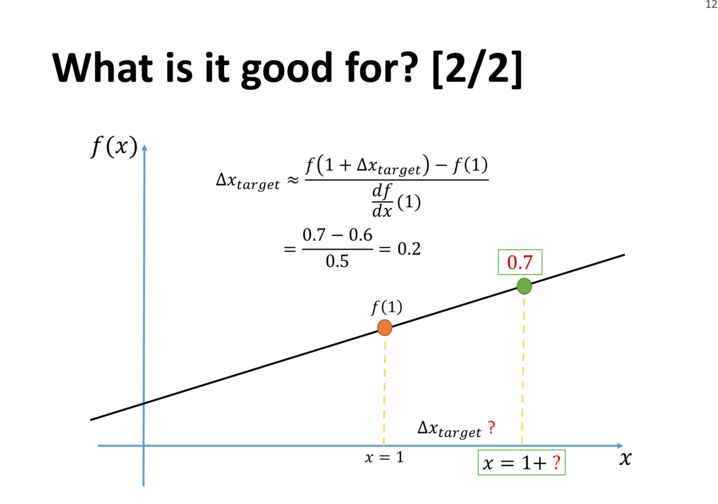 12
What is it good for? [2/2]
f(x)
Δx_target ≈ (f(1 + Δx_target) − f(1)) / (df/dx (1))
= (0.7 − 0.6) / 0.5 = 0.2
0.7
f(1)
Δx_target ?
x = 1
x = 1+ ?
x